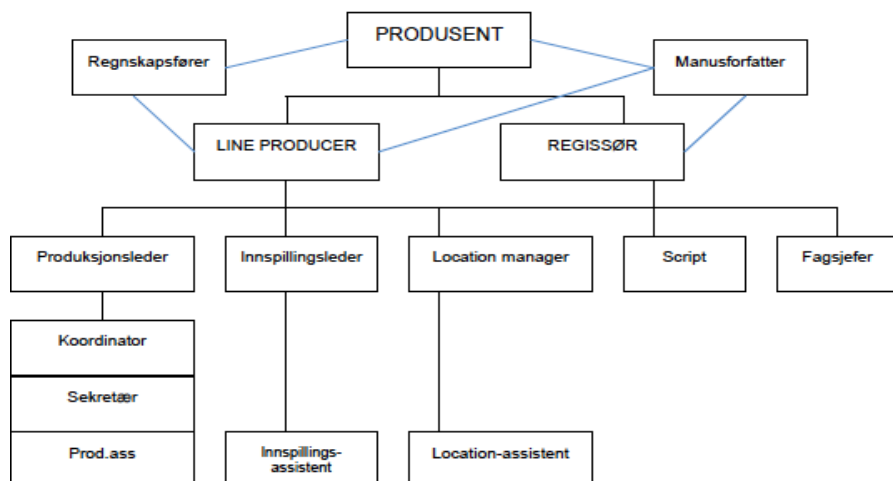 PRODUSENT
Regnskapsfører
Manusforfatter
LINE PRODUCER
REGISSØR
Produksjonsleder
Innspillingsleder
Location manager
Script
Fagsjefer
Koordinator
Sekretær
Prod.ass
Innspillings-
assistent
Location-assistent